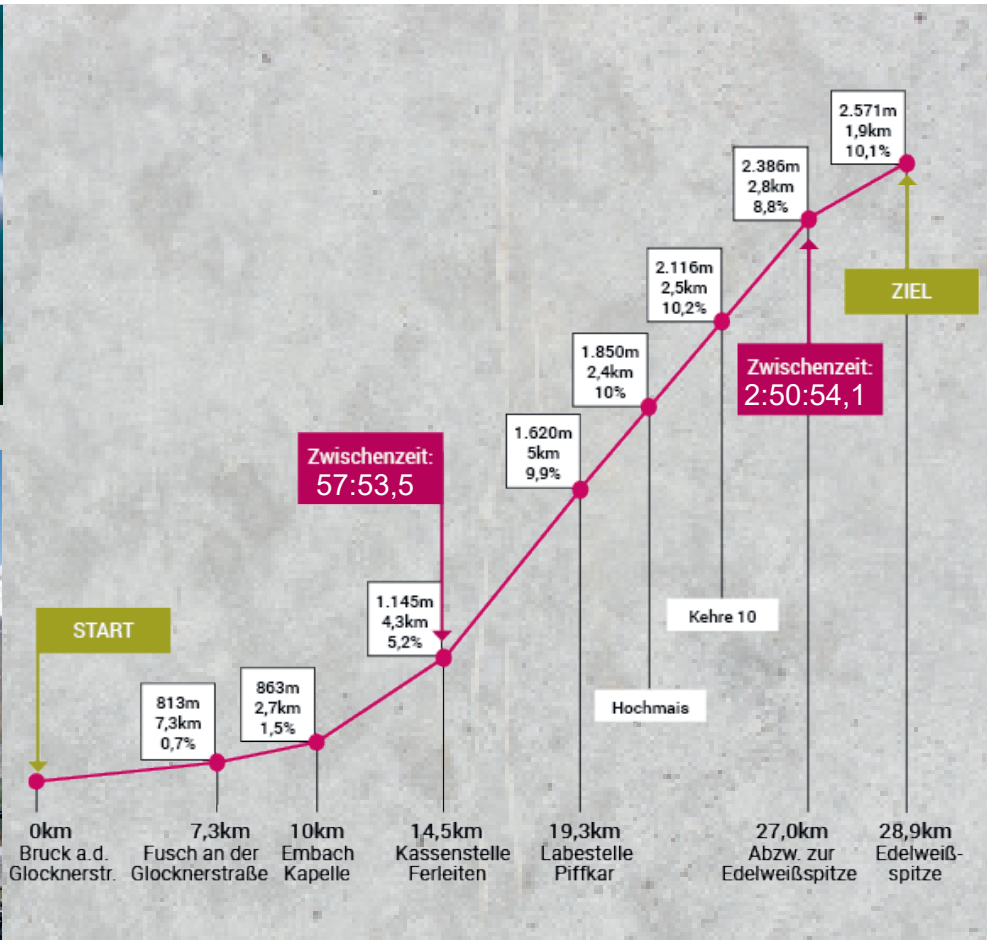 2.571m
1,9km
10,1%
2.386m
2,8km
8,8%
2.116m
2,5km
10,2%
ZIEL
1.850m
2,4km
10%
Zwischenzeit:
2:50:54,1
1.620m
5km
9,9%
Zwischenzeit:
57:53,5
1.145m
4,3km
5,2%
START
Kehre 10
813m
7,3km
0,7%
863m
2,7km
1,5%
Hochmais
0km
Bruck a.d.
Glocknerstr.
7,3km
Fusch an der
Glocknerstraße
10km
Embach
Kapelle
14,5km
Kassenstelle
Ferleiten
19,3km
Labestelle
Piffkar
27,0km
Abzw. zur
Edelweißspitze
28,9km
Edelweiß-
spitze